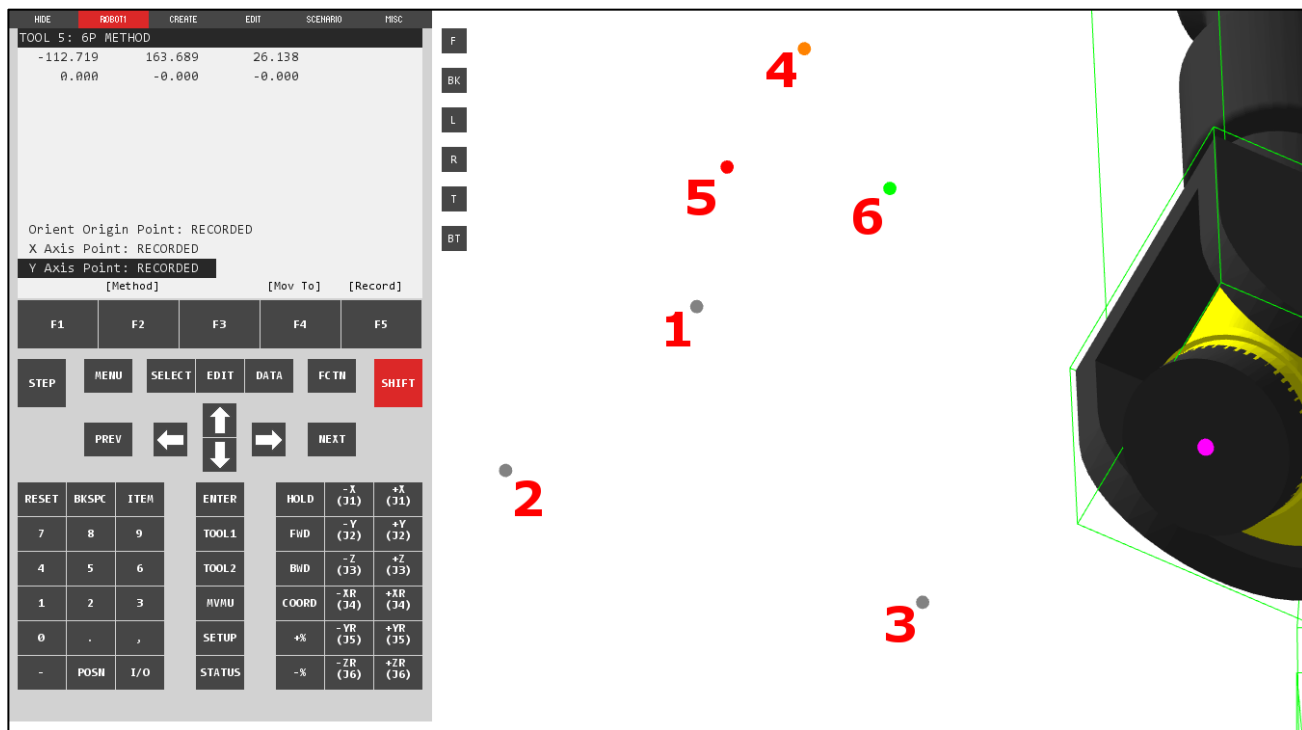 HIDE ROBOT1 CREATE EDIT SCENARIO MISC
TOOL 5: 6P METHOD
-112.719 163.689 26.138
0.000 -0.000 -0.000
Orient Origin Point: RECORDED
X Axis Point: RECORDED
Y Axis Point: RECORDED
[Method] [Mov To] [Record]
F1 F2 F3 F4 F5
STEP MENU SELECT EDIT DATA FCTN SHIFT
PREV NEXT
RESET BKSPC ITEM ENTER HOLD -X (J1) +X (J1)
7 8 9 TOOL1 FWD -Y (J2) +Y (J2)
4 5 6 TOOL2 BWD -Z (J3) +Z (J3)
1 2 3 MVMU COORD -XR (J4) +XR (J4)
0 . , SETUP +% -YR (J5) +YR (J5)
- POSN I/O STATUS -% -ZR (J6) +ZR (J6)
F
BK
L
R
T
BT
4
5
6
1
2
3